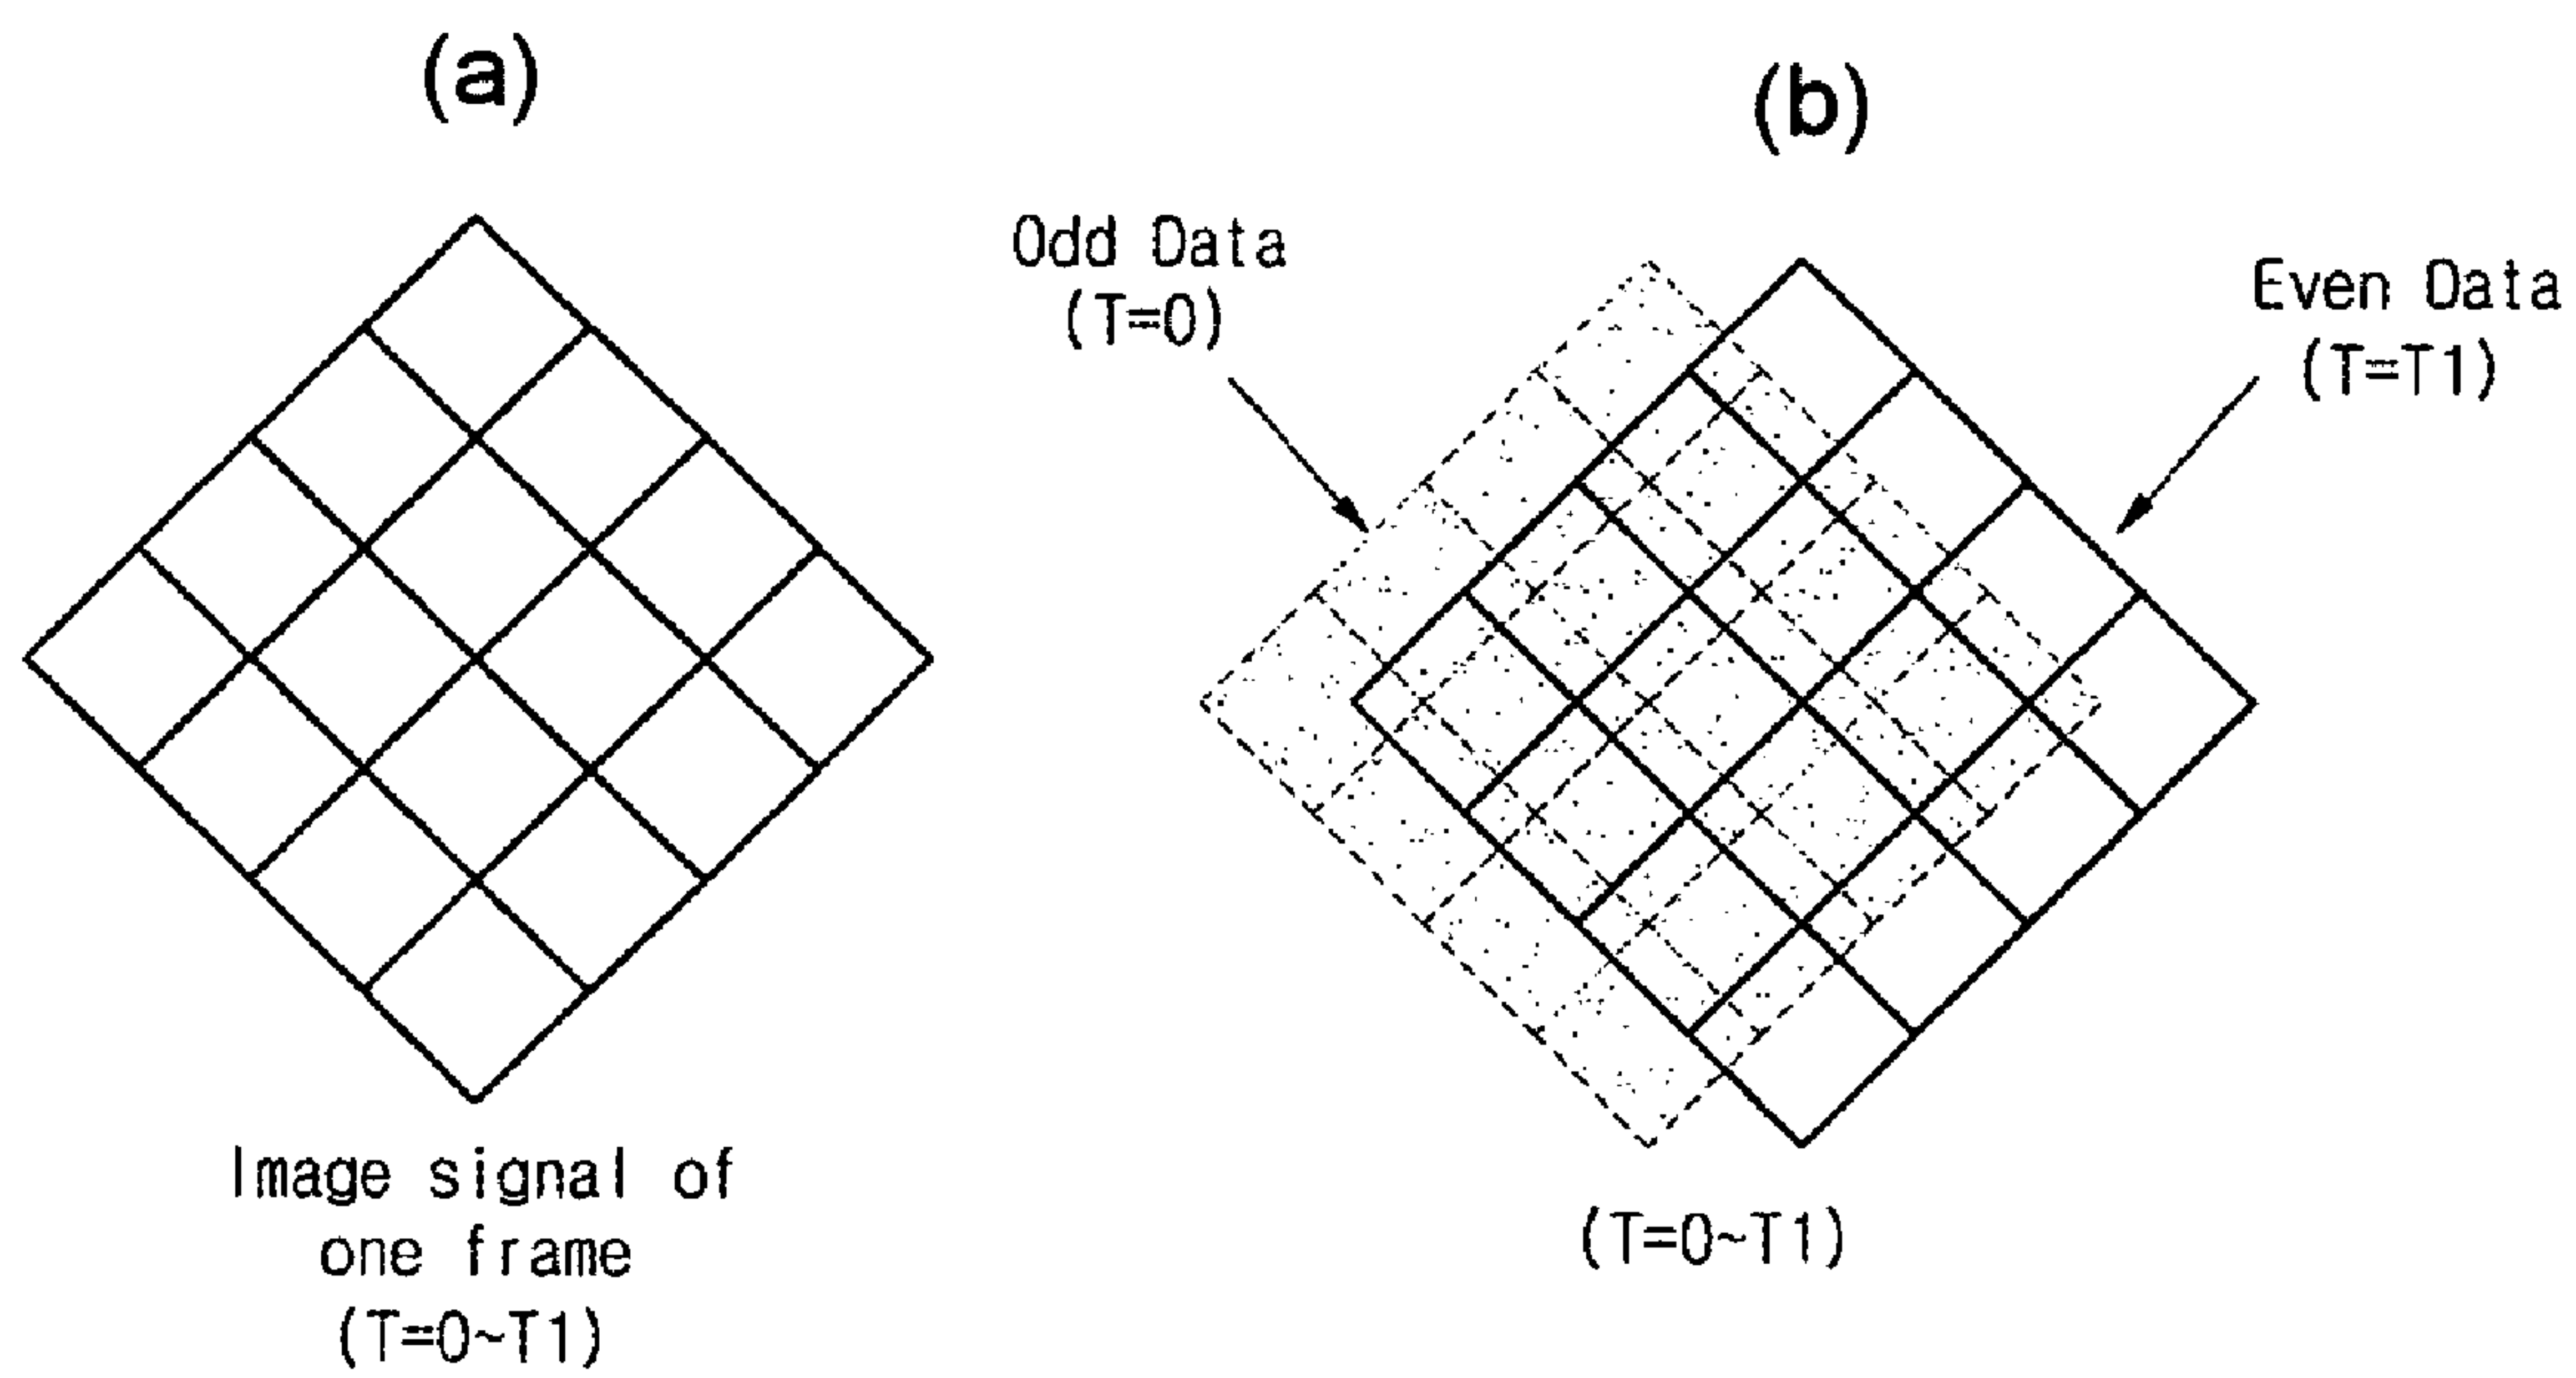 (a)
Image signal of
one frame
(T=0~T1)
(b)
Odd Data
(T=0)
Even Data
(T=T1)
(T=0~T1)